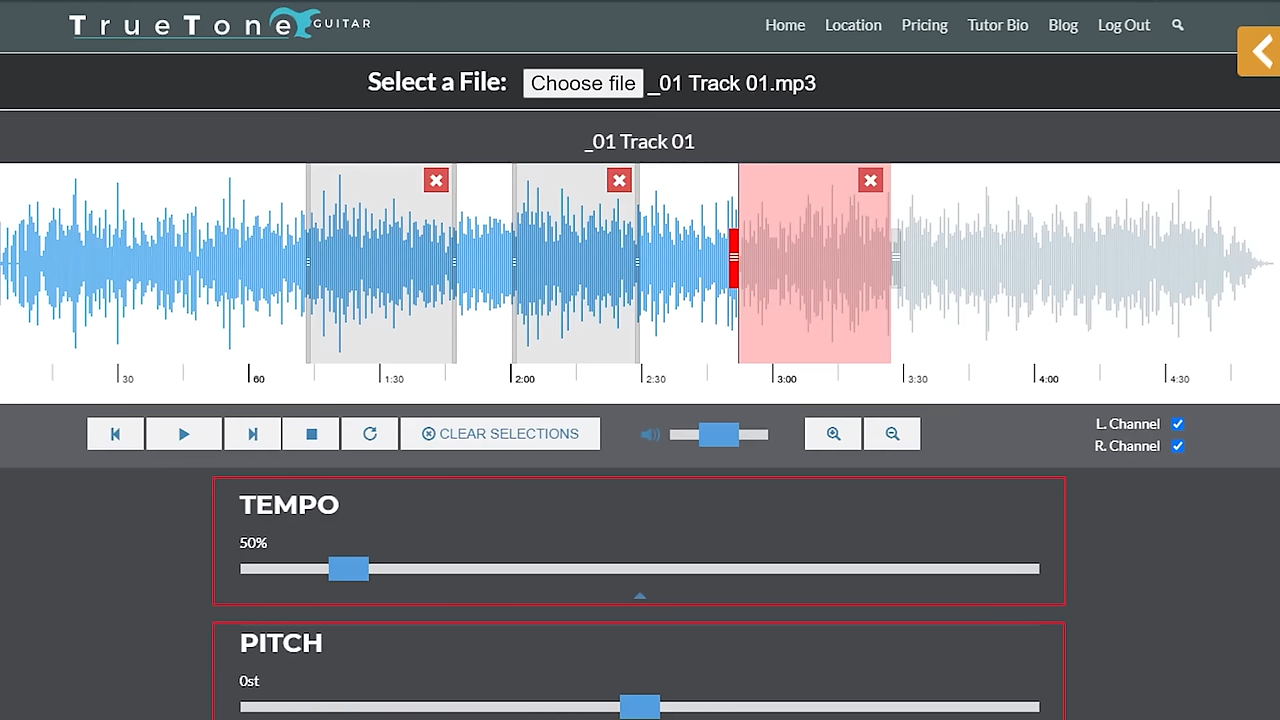 TrueTone GUITAR
Home Location Pricing Tutor Bio Blog Log Out
Select a File: Choose file _01 Track 01.mp3
_01 Track 01
30 60 1:30 2:00 2:30 3:00 3:30 4:00 4:30
CLEAR SELECTIONS
L. Channel
R. Channel
TEMPO
50%
PITCH
0st